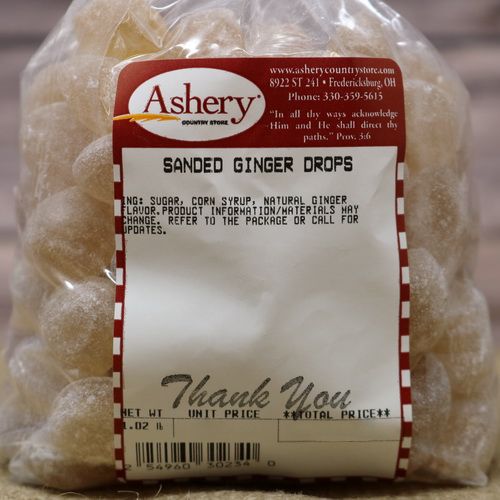 Ashery
COUNTRY STORE
www.asherycountrystore.com
8922 ST 241 • Fredericksburg, OH
Phone: 330-359-5615
"In all thy ways acknowledge
Him and He shall direct thy
paths." Prov. 3:6
SANDED GINGER DROPS
ING: SUGAR, CORN SYRUP, NATURAL GINGER
FLAVOR.PRODUCT INFORMATION/MATERIALS MAY
CHANGE. REFER TO THE PACKAGE OR CALL FOR
UPDATES.
Thank You
NET WT UNIT PRICE **TOTAL PRICE**
1.02 lb
2 54960 30234 0